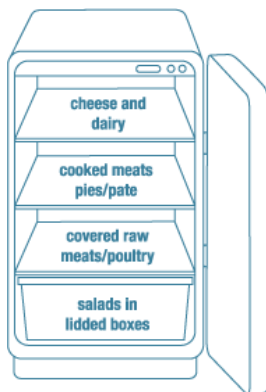 cheese and
dairy
cooked meats
pies/pate
covered raw
meats/poultry
salads in
lidded boxes